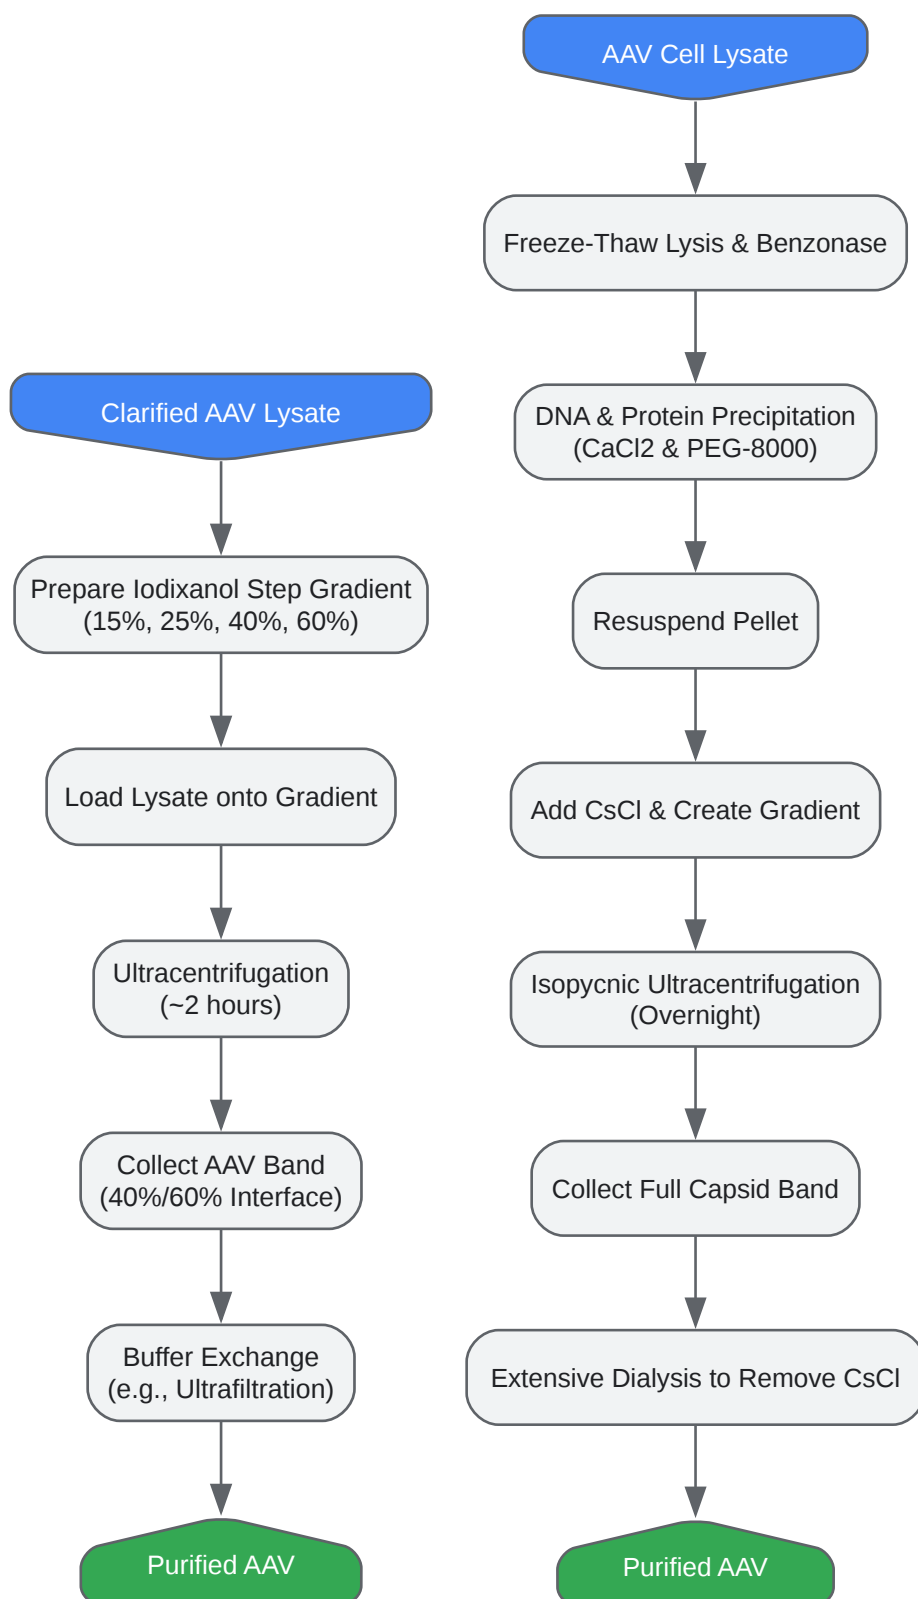 Clarified AAV Lysate
Prepare Iodixanol Step Gradient
(15%, 25%, 40%, 60%)
Load Lysate onto Gradient
Ultracentrifugation
(~2 hours)
Collect AAV Band
(40%/60% Interface)
Buffer Exchange
(e.g., Ultrafiltration)
Purified AAV
AAV Cell Lysate
Freeze-Thaw Lysis & Benzonase
DNA & Protein Precipitation
(CaCl2 & PEG-8000)
Resuspend Pellet
Add CsCl & Create Gradient
Isopycnic Ultracentrifugation
(Overnight)
Collect Full Capsid Band
Extensive Dialysis to Remove CsCl
Purified AAV